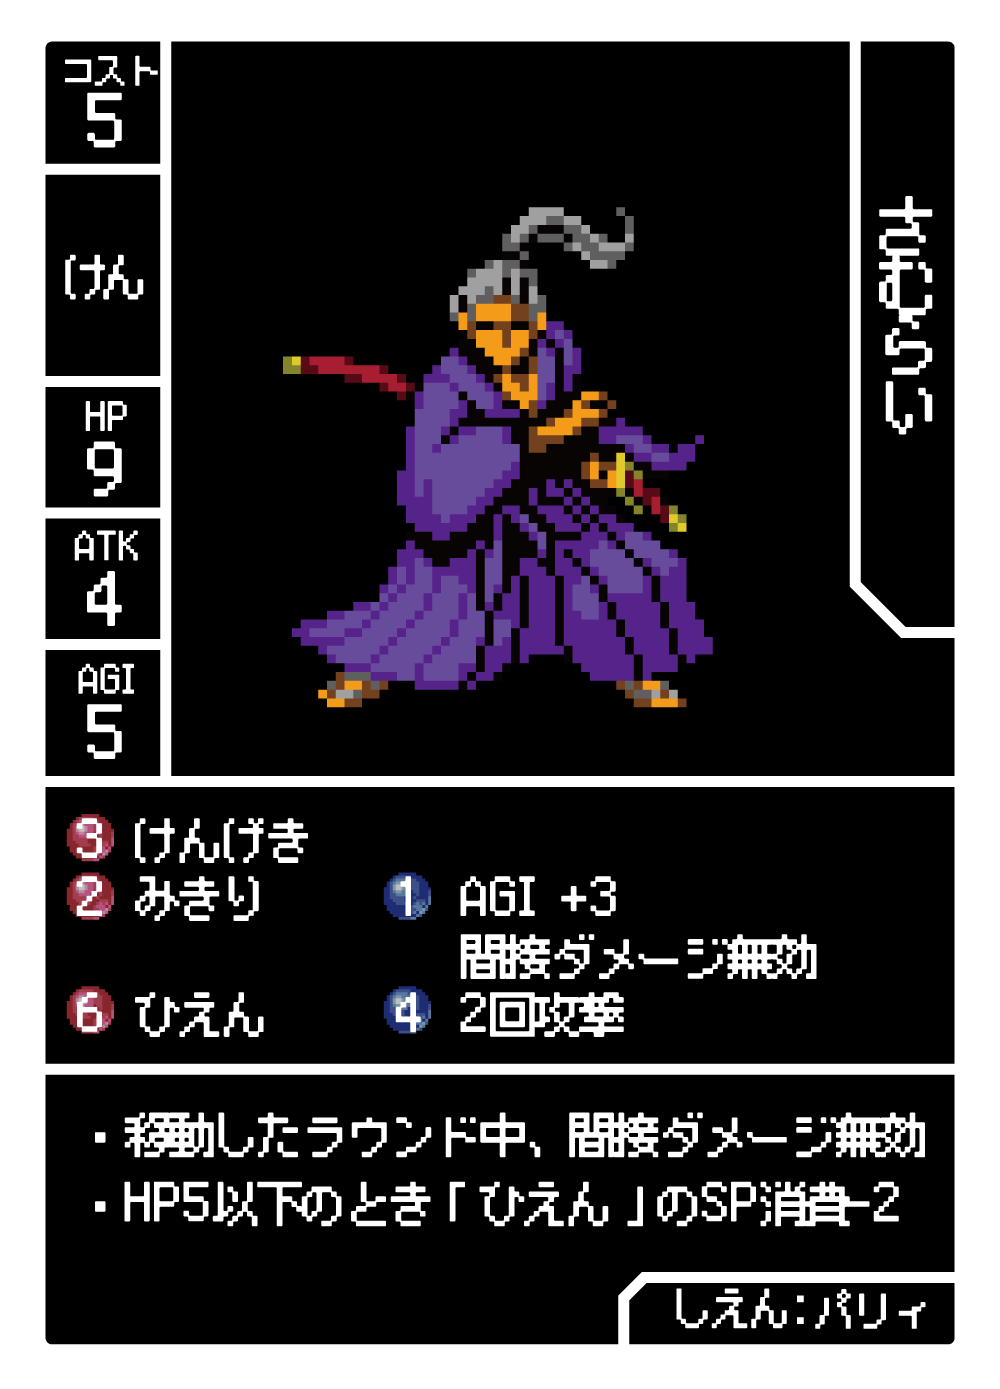 コスト
5
けん
HP
9
ATK
4
AGI
5
さむらい
3 けんげき
2 みきり 1 AGI +3
間接ダメージ無効
6 ひえん 4 2回攻撃
・移動したラウンド中、間接ダメージ無効
・HP5以下のとき「ひえん」のSP消費-2
しえん:パリィ